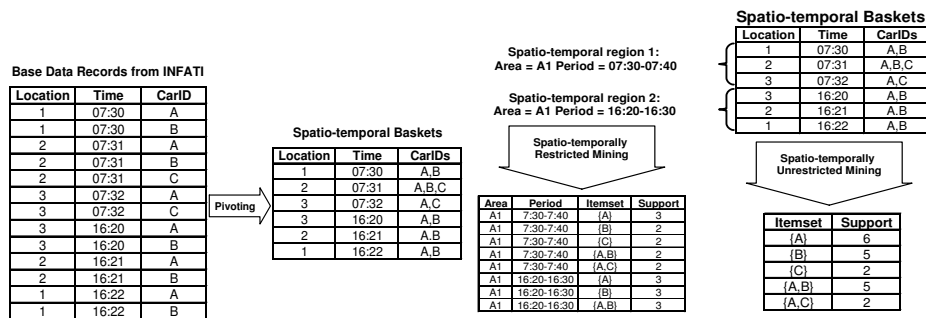 Base Data Records from INFATI
Location Time CarID
1 07:30 A
1 07:30 B
2 07:31 A
2 07:31 B
2 07:31 C
3 07:32 A
3 07:32 C
3 16:20 A
3 16:20 B
2 16:21 A
2 16:21 B
1 16:22 A
1 16:22 B
Pivoting
Spatio-temporal Baskets
Location Time CarIDs
1 07:30 A,B
2 07:31 A,B,C
3 07:32 A,C
3 16:20 A,B
2 16:21 A.B
1 16:22 A,B
Spatio-temporal region 1:
Area = A1 Period = 07:30-07:40
Spatio-temporal region 2:
Area = A1 Period = 16:20-16:30
Spatio-temporally
Restricted Mining
Area Period Itemset Support
A1 7:30-7:40 {A} 3
A1 7:30-7:40 {B} 2
A1 7:30-7:40 {C} 2
A1 7:30-7:40 {A,B} 2
A1 7:30-7:40 {A,C} 2
A1 16:20-16:30 {A} 3
A1 16:20-16:30 {B} 3
A1 16:20-16:30 {A,B} 3
Spatio-temporal Baskets
Location Time CarIDs
1 07:30 A,B
2 07:31 A,B,C
3 07:32 A,C
3 16:20 A,B
2 16:21 A.B
1 16:22 A,B
Spatio-temporally
Unrestricted Mining
Itemset Support
{A} 6
{B} 5
{C} 2
{A,B} 5
{A,C} 2